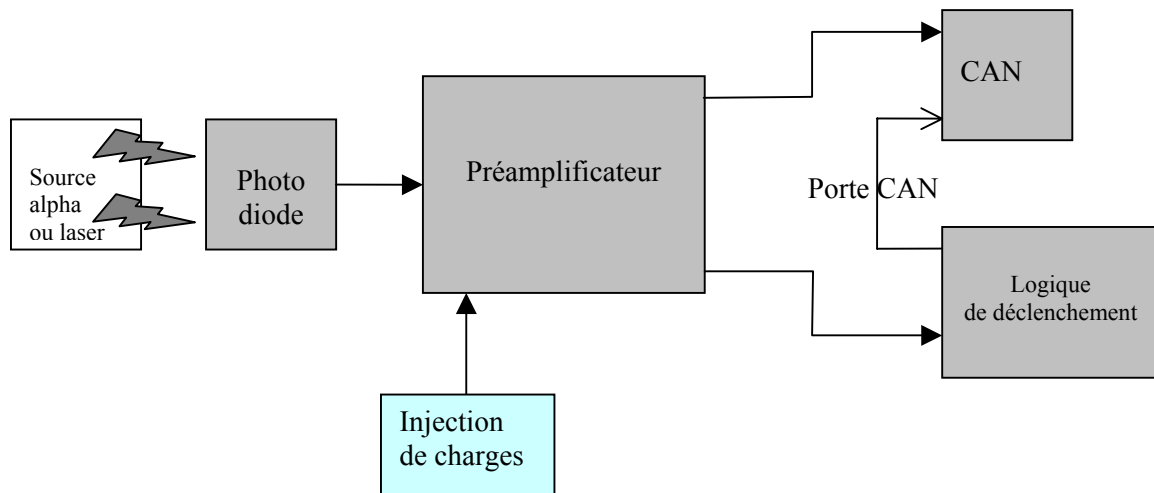 Source
alpha
ou laser
Photo
diode
Préamplificateur
Injection
de charges
CAN
Porte CAN
Logique
de déclenchement